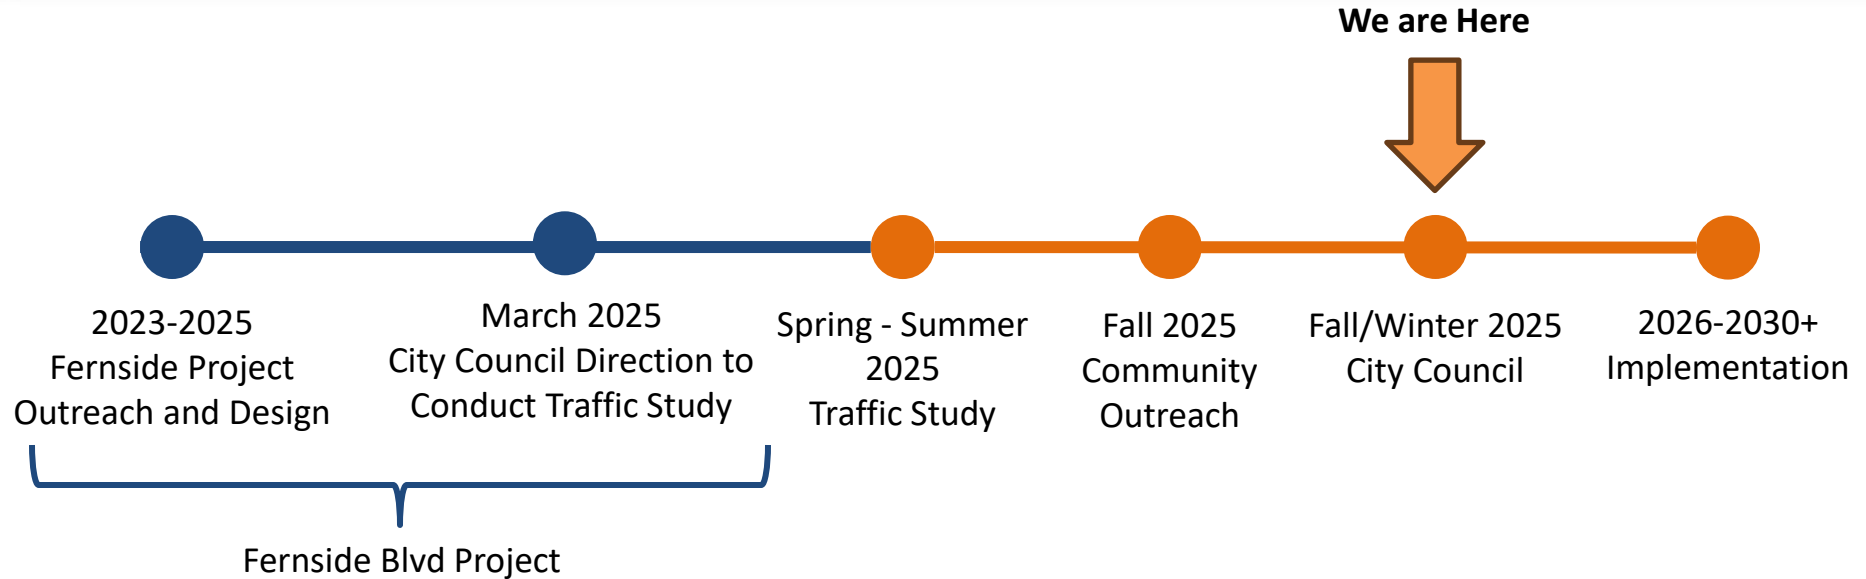 We are Here
2023-2025
Fernside Project
Outreach and Design
March 2025
City Council Direction to
Conduct Traffic Study
Spring - Summer
2025
Traffic Study
Fall 2025
Community
Outreach
Fall/Winter 2025
City Council
2026-2030+
Implementation
Fernside Blvd Project